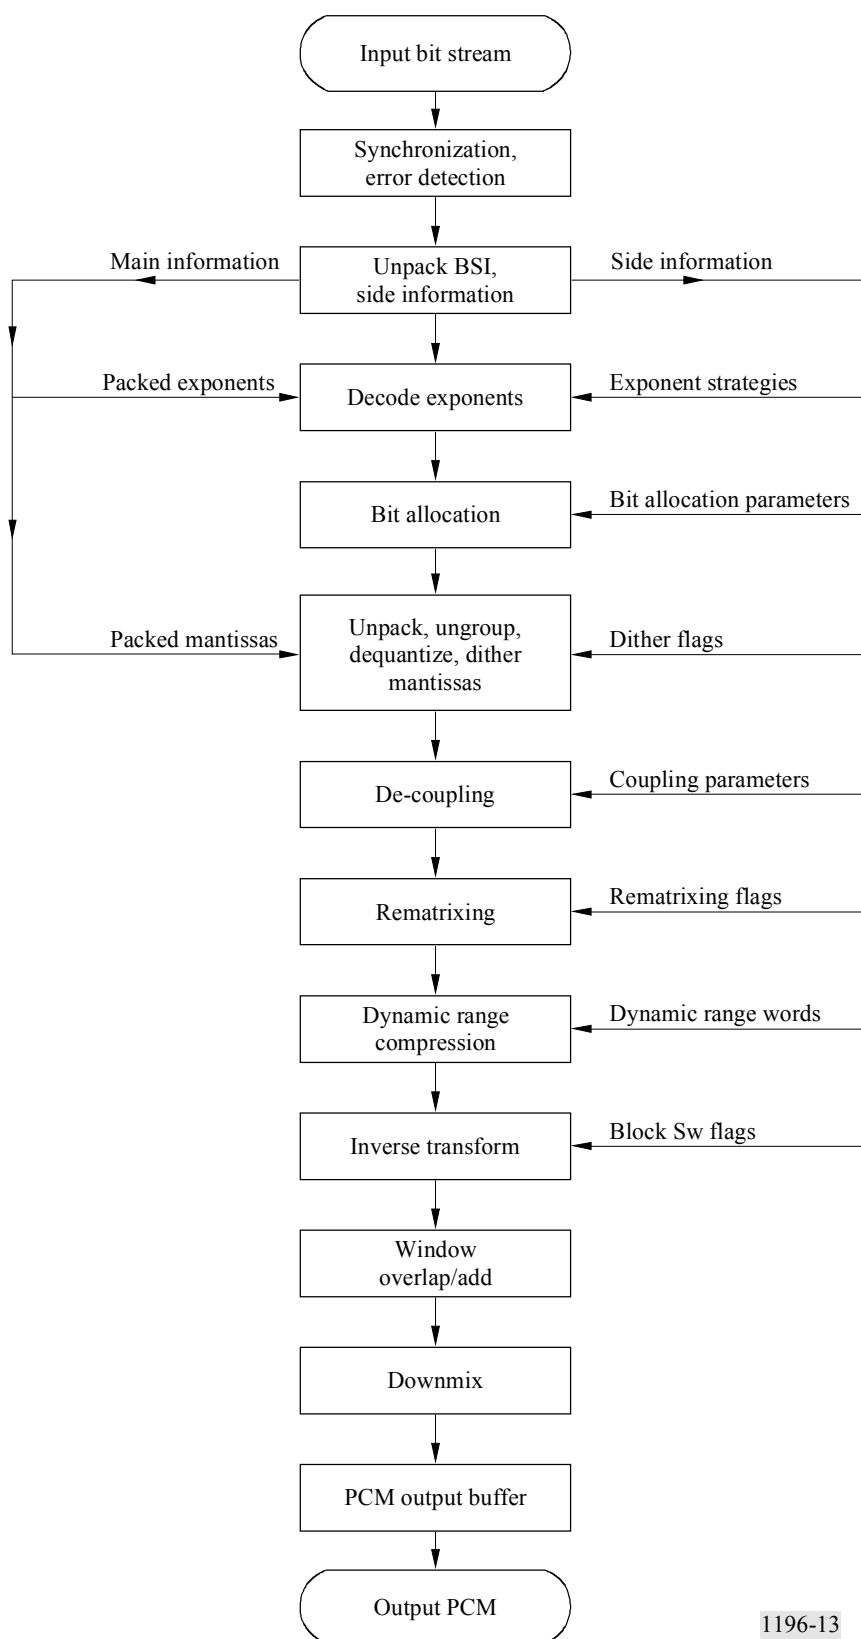 Input bit stream
Synchronization,
error detection
Main information
Unpack BSI,
side information
Side information
Packed exponents
Decode exponents
Exponent strategies
Bit allocation
Bit allocation parameters
Packed mantissas
Unpack, ungroup,
dequantize, dither
mantissas
Dither flags
De-coupling
Coupling parameters
Rematrixing
Rematrixing flags
Dynamic range
compression
Dynamic range words
Inverse transform
Block Sw flags
Window
overlap/add
Downmix
PCM output buffer
Output PCM
1196-13